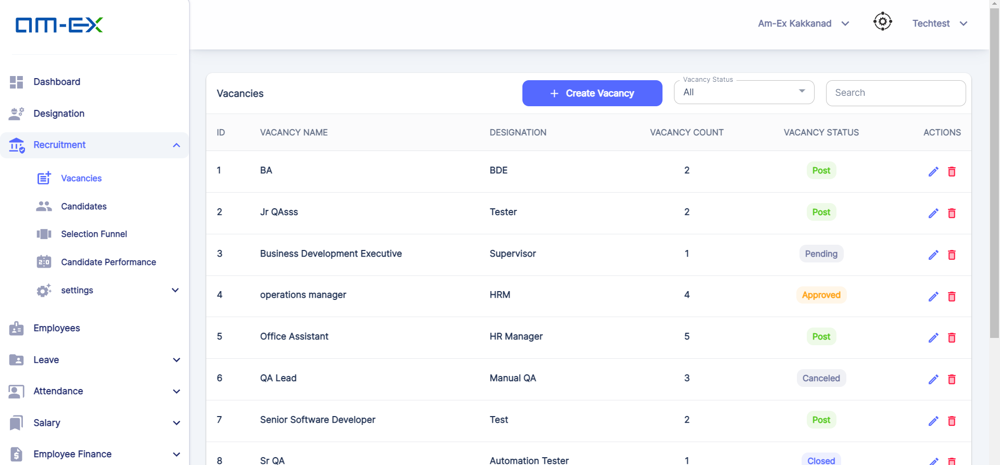 am-ex
Am-Ex Kakkanad
Techtest
Dashboard
Designation
Recruitment
Vacancies
Candidates
Selection Funnel
Candidate Performance
settings
Employees
Leave
Attendance
Salary
Employee Finance
Vacancies
+ Create Vacancy
Vacancy Status
All
Search
ID VACANCY NAME DESIGNATION VACANCY COUNT VACANCY STATUS ACTIONS
1 BA BDE 2 Post
2 Jr QAsss Tester 2 Post
3 Business Development Executive Supervisor 1 Pending
4 operations manager HRM 4 Approved
5 Office Assistant HR Manager 5 Post
6 QA Lead Manual QA 3 Canceled
7 Senior Software Developer Test 2 Post
8 Sr QA Automation Tester 1 Closed